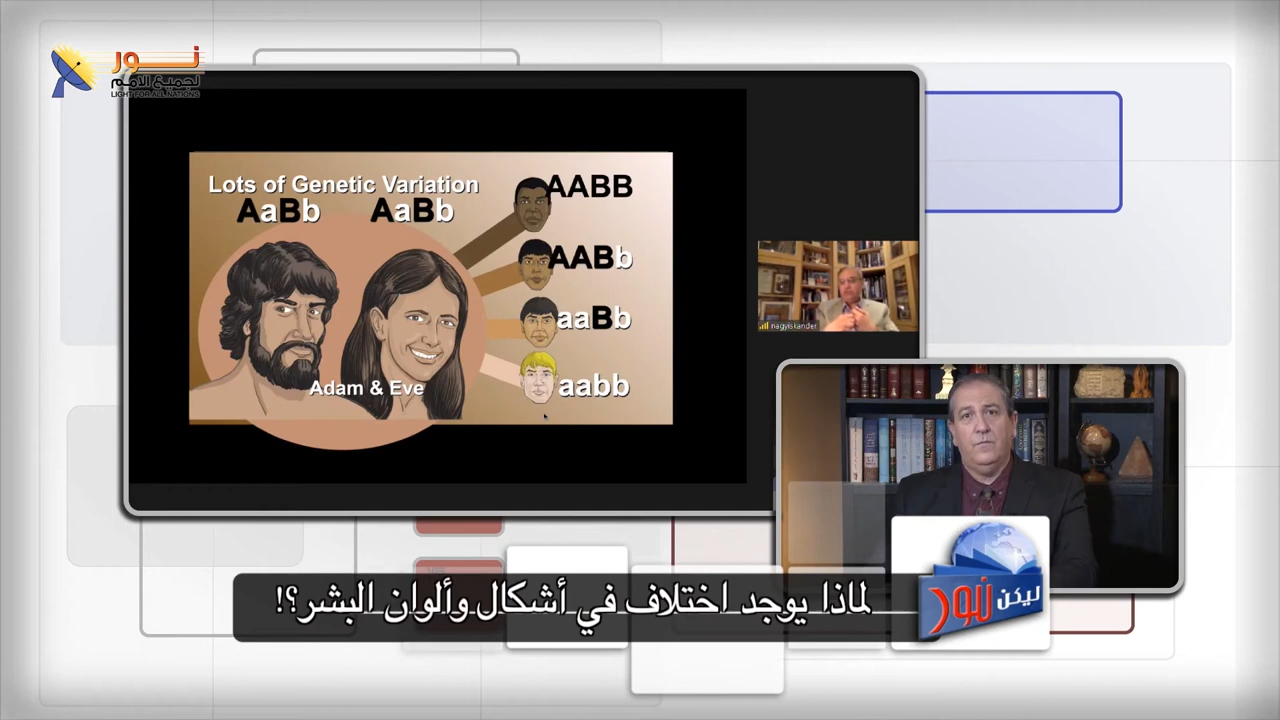 نور
لجميع الأمم
LIGHT FOR ALL NATIONS
Lots of Genetic Variation
AaBb AaBb
AABB
AABb
aaBb
aabb
Adam & Eve
nagyiskander
ليكن نور
لماذا يوجد اختلاف في أشكال وألوان البشر؟!